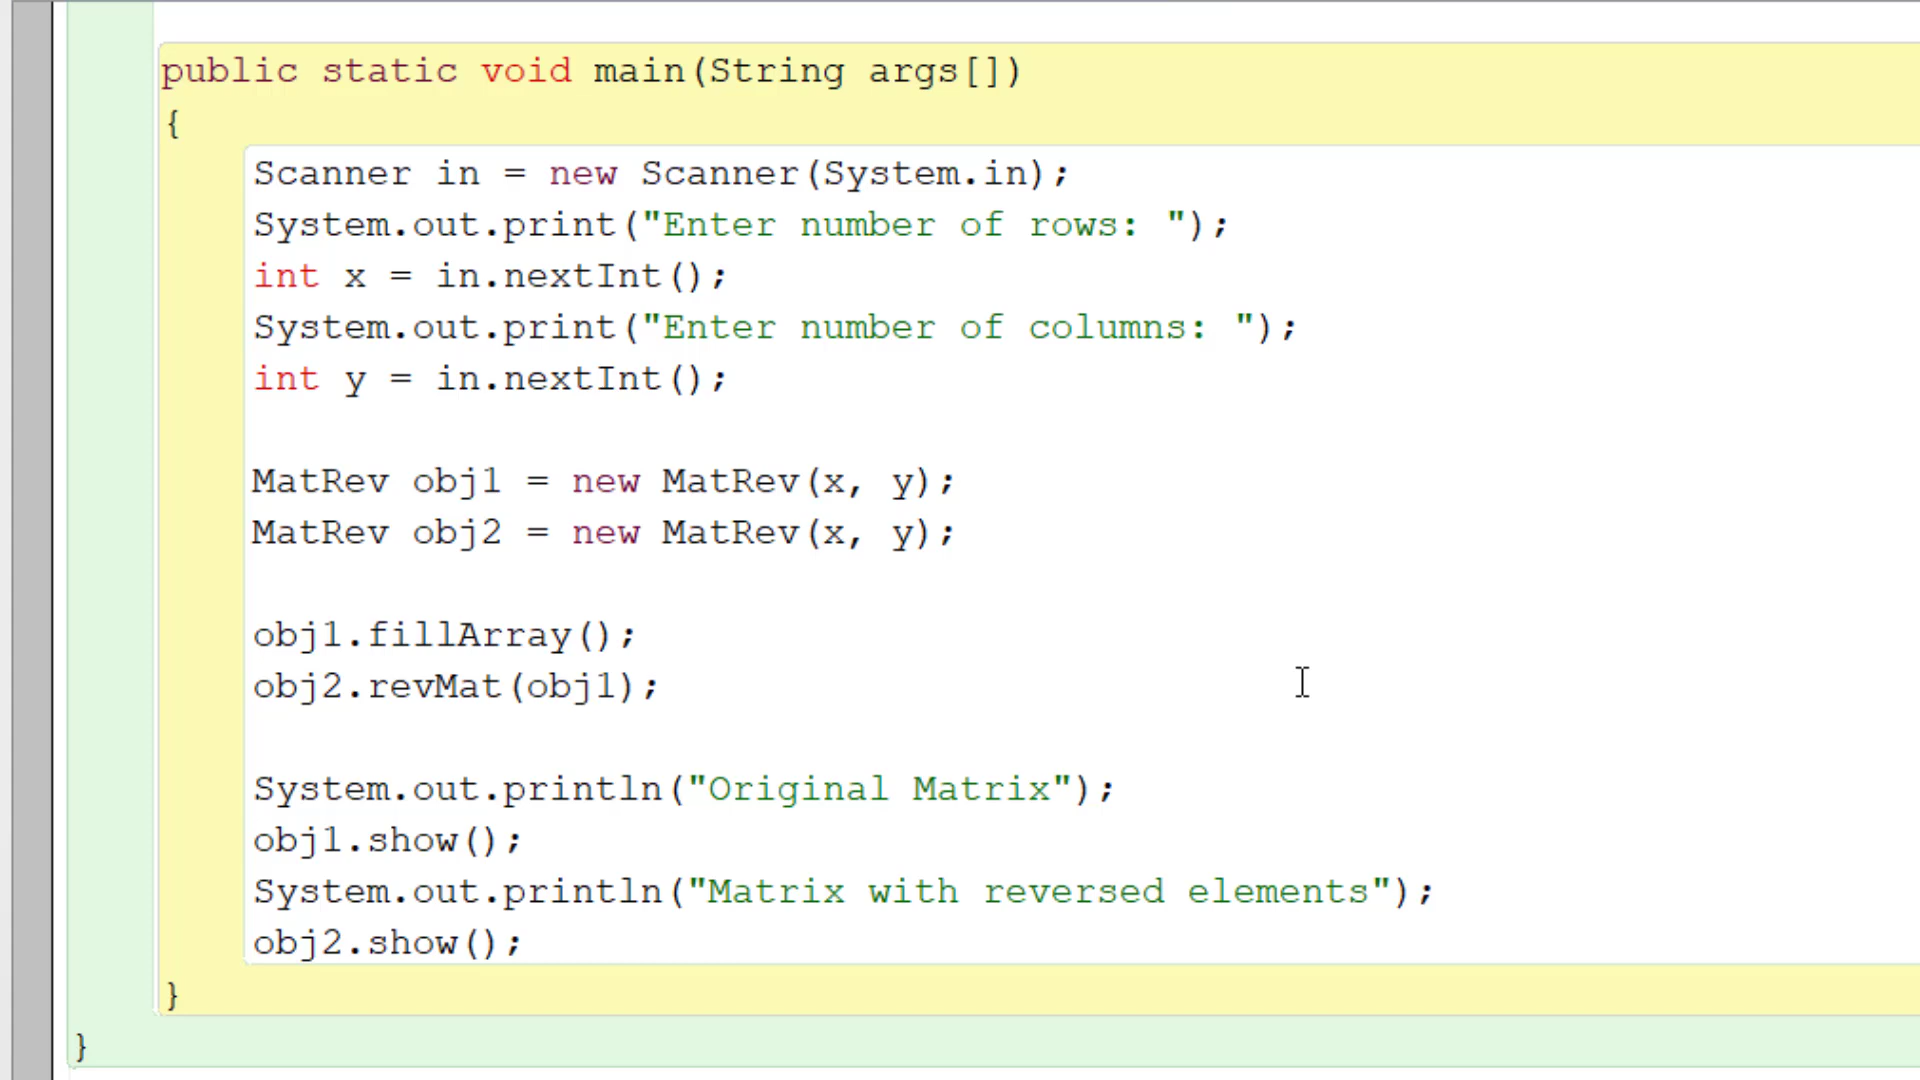 public static void main(String args[])
{
Scanner in = new Scanner(System.in);
System.out.print("Enter number of rows: ");
int x = in.nextInt();
System.out.print("Enter number of columns: ");
int y = in.nextInt();
MatRev obj1 = new MatRev(x, y);
MatRev obj2 = new MatRev(x, y);
obj1.fillArray();
obj2.revMat(obj1);
System.out.println("Original Matrix");
obj1.show();
System.out.println("Matrix with reversed elements");
obj2.show();
}
}